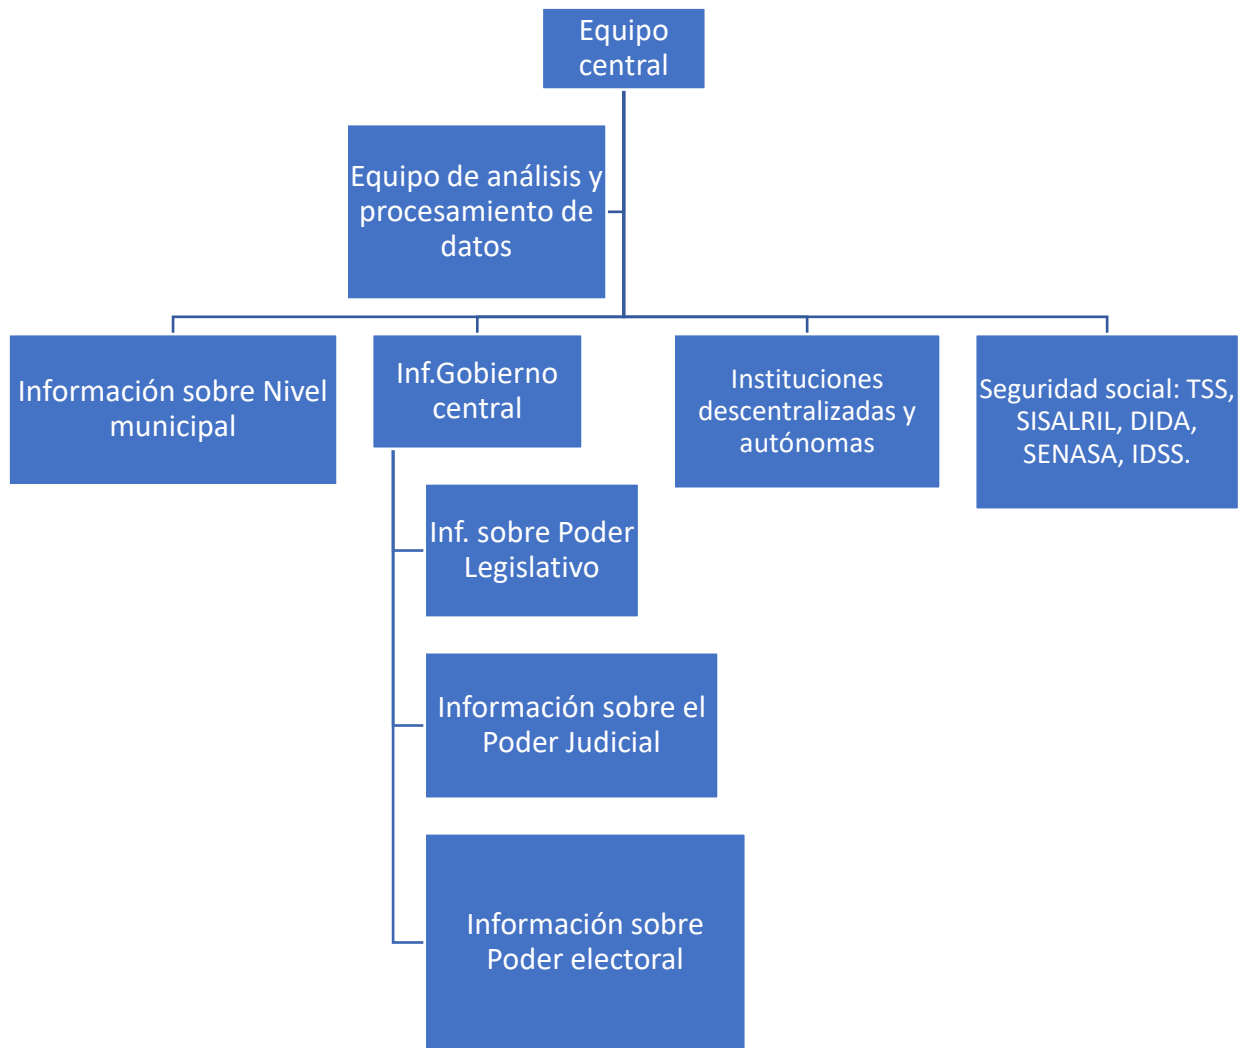 Equipo
central
Equipo de análisis y
procesamiento de
datos
Información sobre Nivel
municipal
Inf.Gobierno
central
Instituciones
descentralizadas y
autónomas
Seguridad social: TSS,
SISALRIL, DIDA,
SENASA, IDSS.
Inf. sobre Poder
Legislativo
Información sobre el
Poder Judicial
Información sobre
Poder electoral